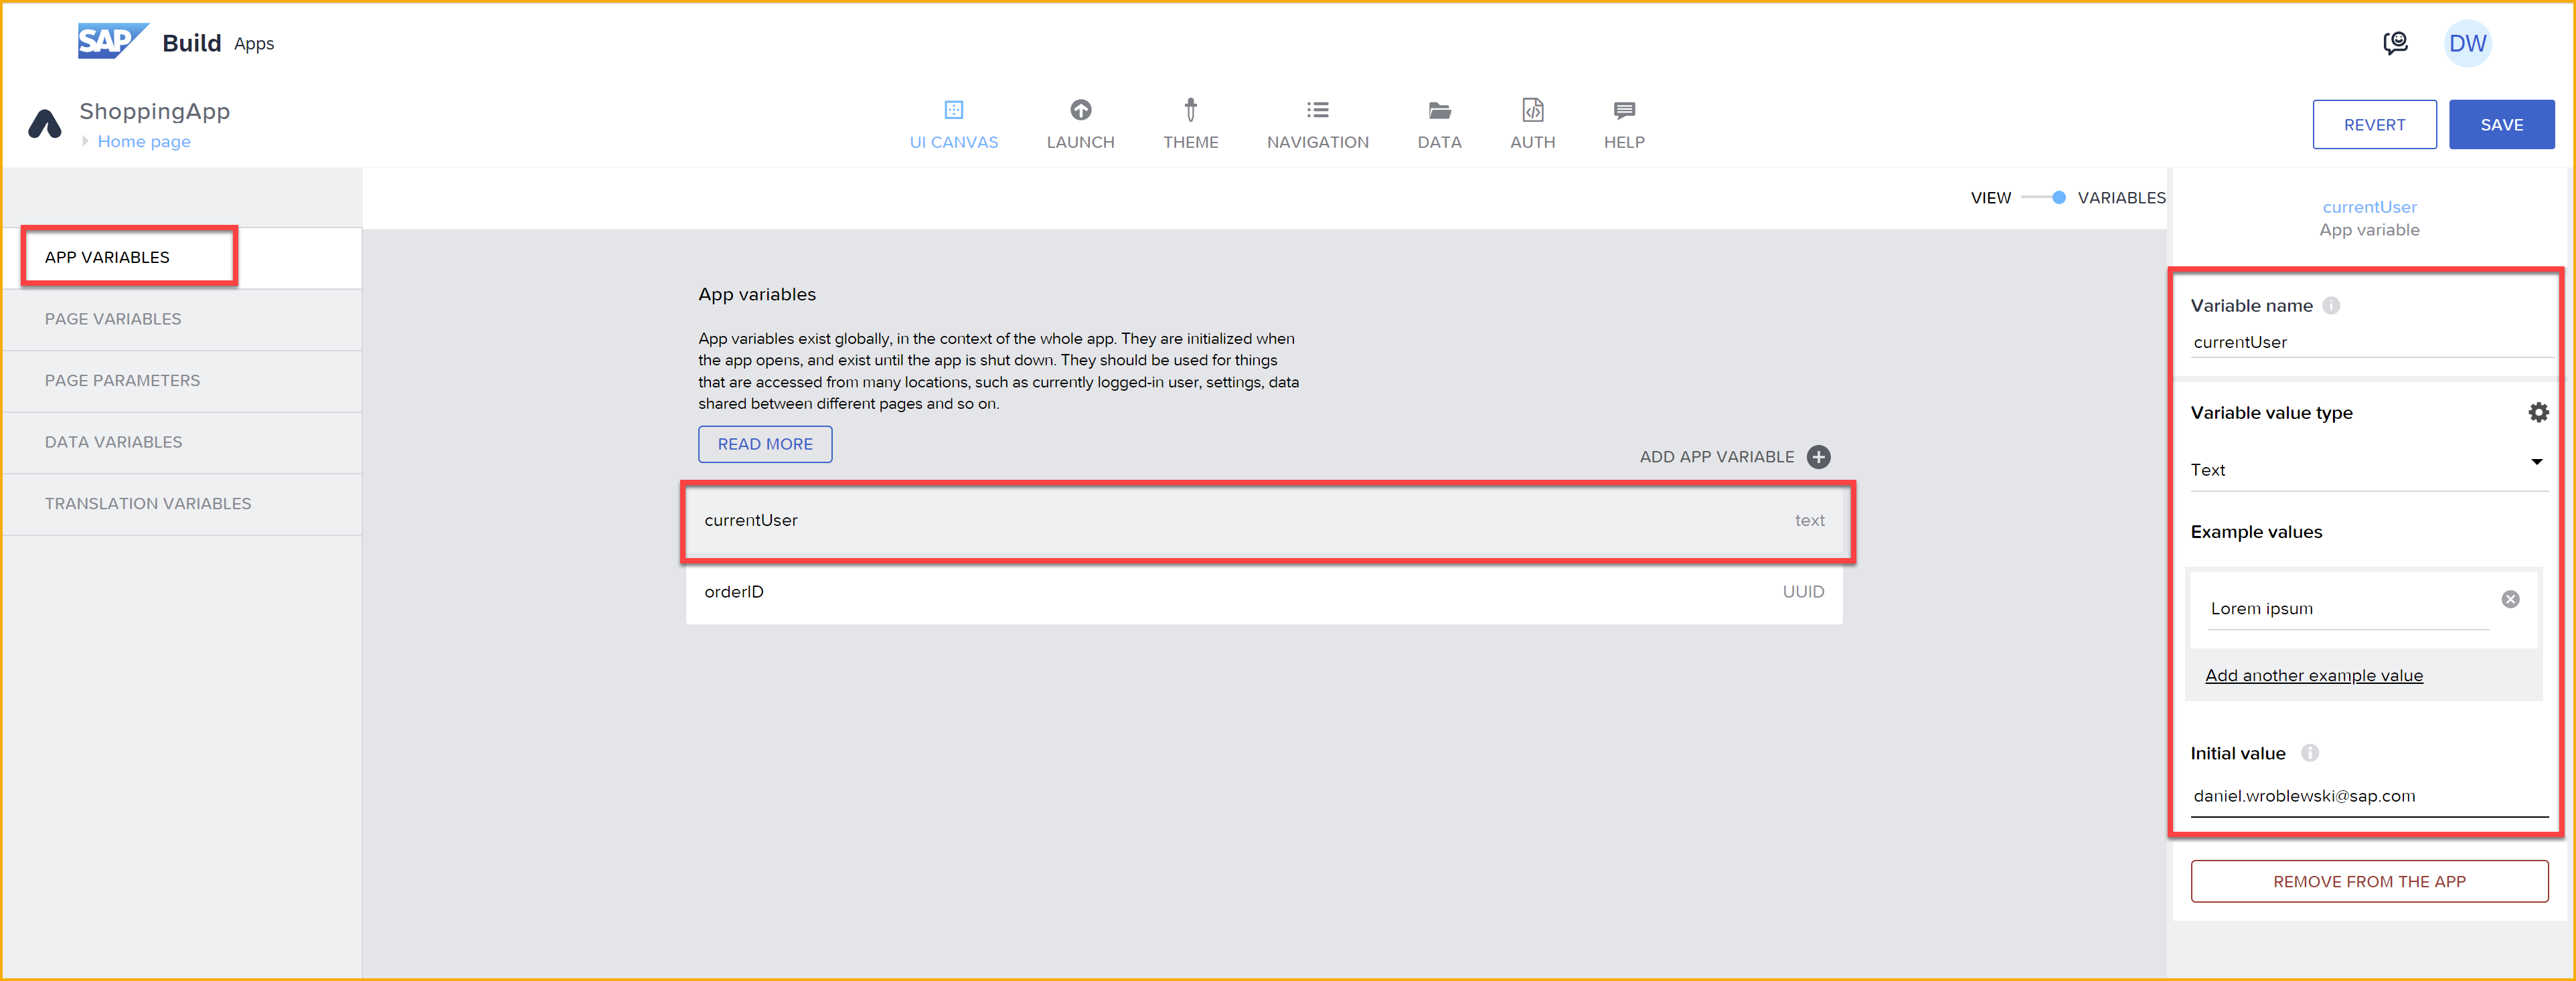 SAP Build Apps
DW
ShoppingApp
Home page
UI CANVAS
LAUNCH
THEME
NAVIGATION
DATA
AUTH
HELP
REVERT
SAVE
VIEW
VARIABLES
APP VARIABLES
PAGE VARIABLES
PAGE PARAMETERS
DATA VARIABLES
TRANSLATION VARIABLES
App variables
App variables exist globally, in the context of the whole app. They are initialized when
the app opens, and exist until the app is shut down. They should be used for things
that are accessed from many locations, such as currently logged-in user, settings, data
shared between different pages and so on.
READ MORE
ADD APP VARIABLE
currentUser text
orderID UUID
currentUser
App variable
Variable name
currentUser
Variable value type
Text
Example values
Lorem ipsum
Add another example value
Initial value
daniel.wroblewski@sap.com
REMOVE FROM THE APP